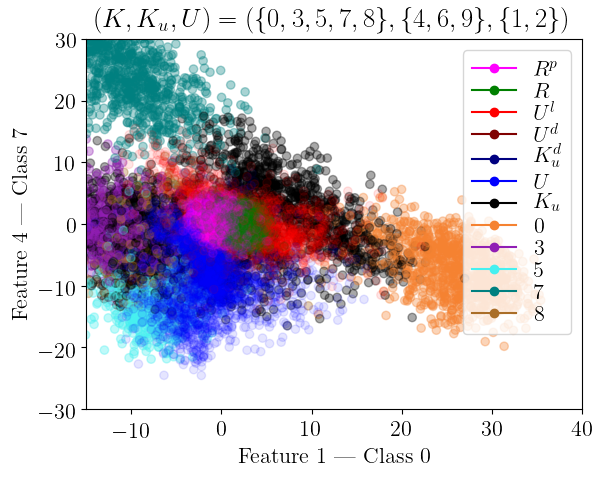 (K, K_u, U) = ({0, 3, 5, 7, 8}, {4, 6, 9}, {1, 2})
30
20
10
0
−10
−20
−30
Feature 4 — Class 7
−10
0
10
20
30
40
Feature 1 — Class 0
R^p
R
U^l
U^d
K_u^d
U
K_u
0
3
5
7
8